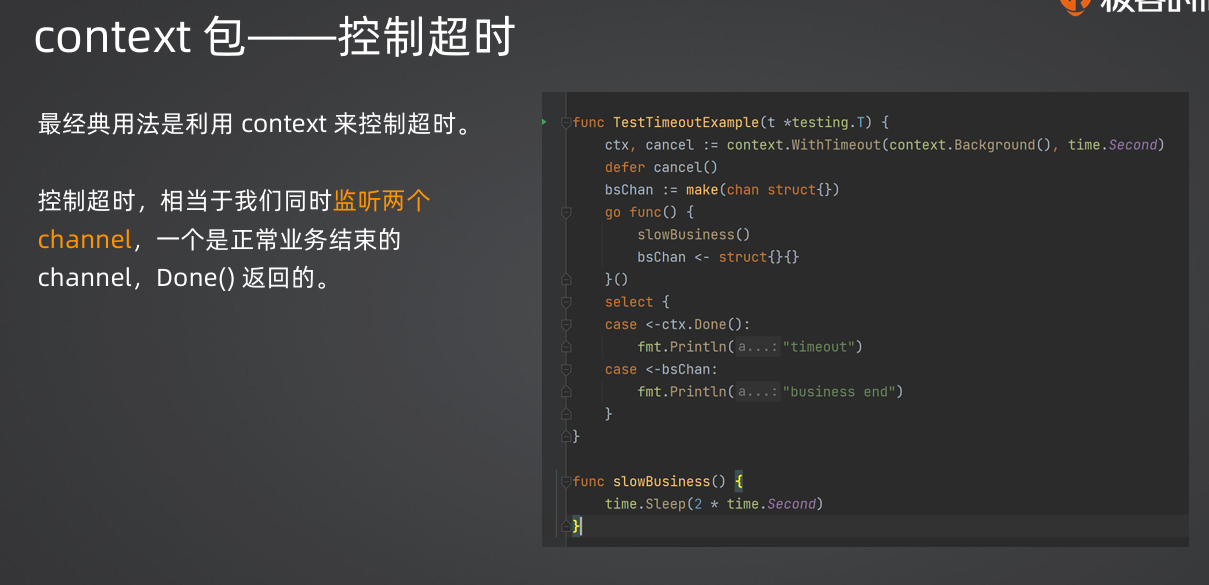 context 包——控制超时
最经典用法是利用 context 来控制超时。
控制超时，相当于我们同时监听两个
channel，一个是正常业务结束的
channel，Done() 返回的。
func TestTimeoutExample(t *testing.T) {
ctx, cancel := context.WithTimeout(context.Background(), time.Second)
defer cancel()
bsChan := make(chan struct{})
go func() {
slowBusiness()
bsChan <- struct{}{}
}()
select {
case <-ctx.Done():
fmt.Println(a...:"timeout")
case <-bsChan:
fmt.Println(a...:"business end")
}
}
func slowBusiness() {
time.Sleep(2 * time.Second)
}